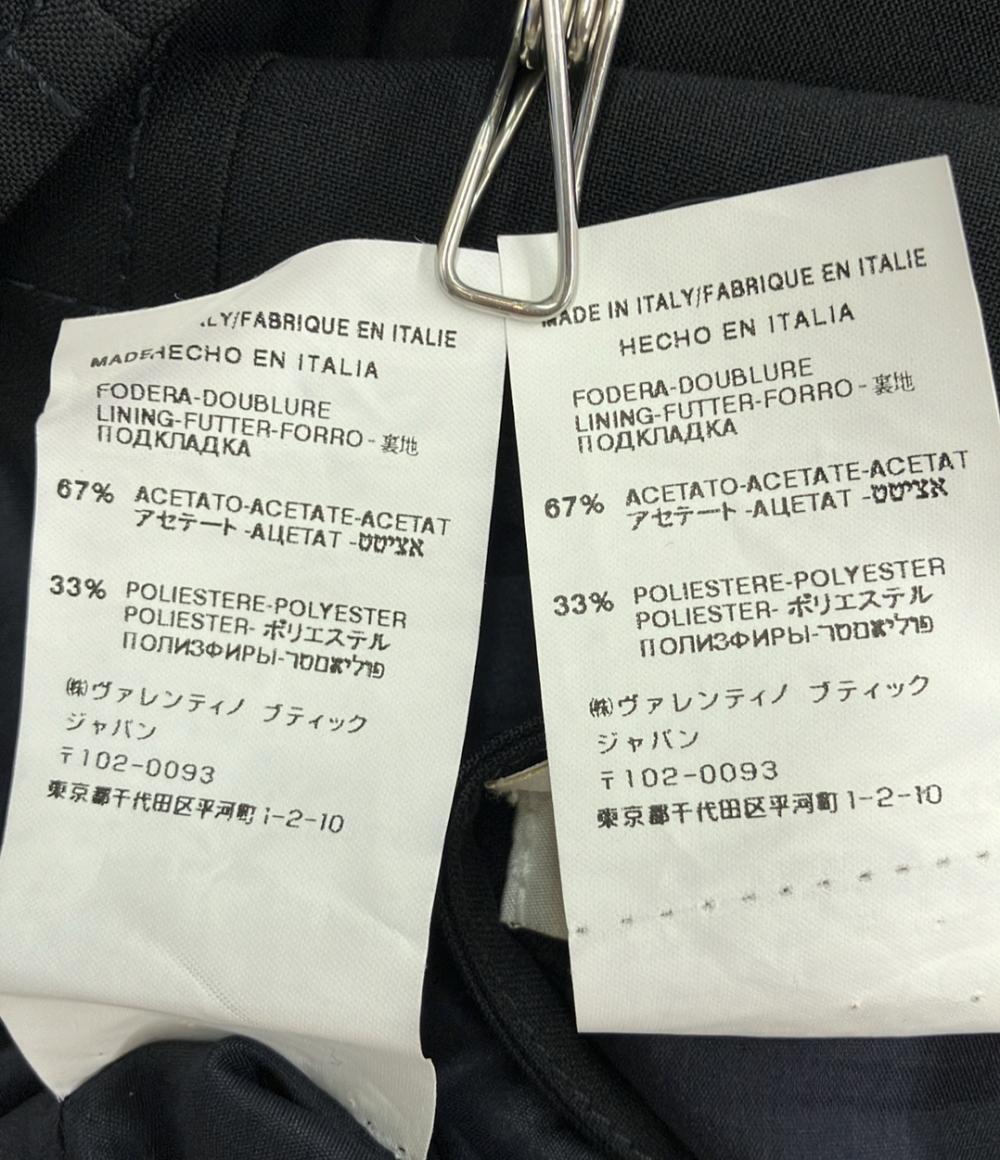 LY/FABRIQUE EN ITALIE
MADE HECHO EN ITALIA
FODERA-DOUBLURE
LINING-FUTTER-FORRO - 裏地
ПОДКЛАДКА
67% ACETATO-ACETATE-ACETAT
アセテート -АЦЕТАТ -אציטט
33% POLIESTERE-POLYESTER
POLIESTER- ポリエステル
ПОЛИЗФИРЫ-פוליאסטר
㈱ヴァレンティノ ブティック
ジャパン
〒102-0093
東京都千代田区平河町 1-2-10
MADE IN ITALY/FABRIQUE EN ITALIE
HECHO EN ITALIA
FODERA-DOUBLURE
LINING-FUTTER-FORRO - 裏地
ПОДКЛАДКА
67% ACETATO-ACETATE-ACETAT
アセテート -АЦЕТАТ -אציטט
33% POLIESTERE-POLYESTER
POLIESTER- ポリエステル
ПОЛИЗФИРЫ-פוליאסטר
㈱ヴァレンティノ ブティック
ジャパン
〒102-0093
東京都千代田区平河町 1-2-10